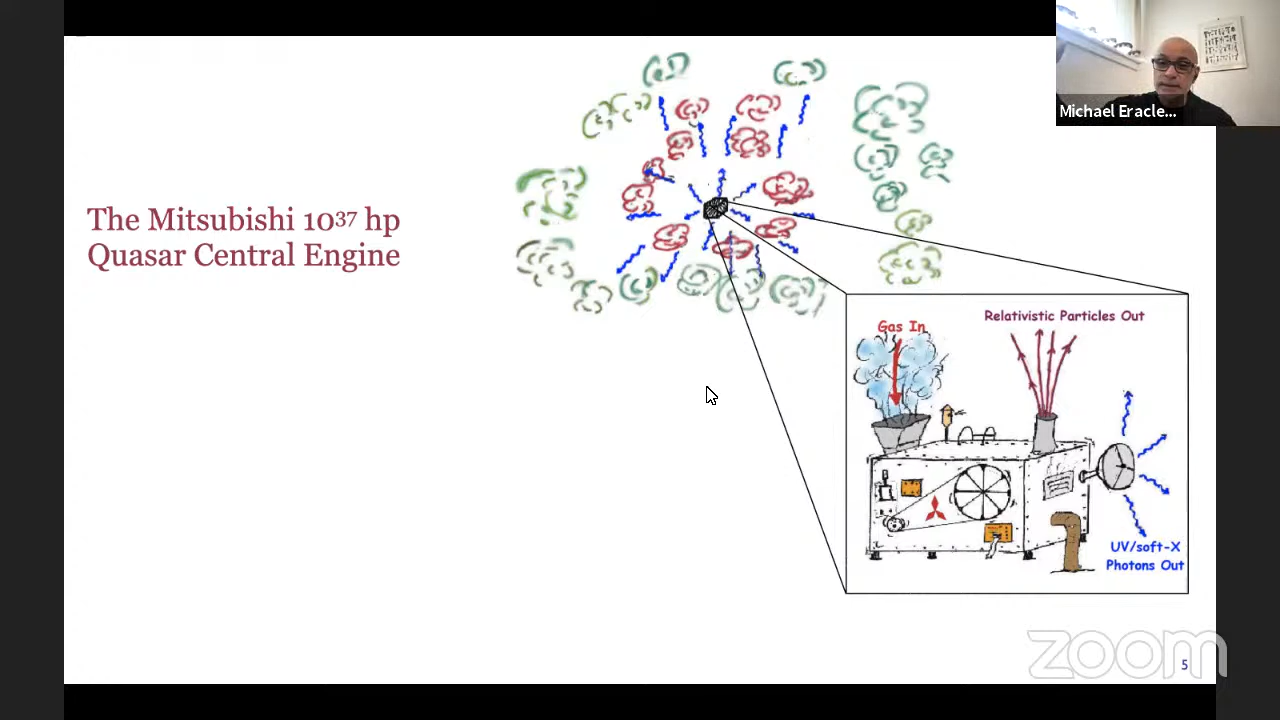 Michael Eracle...
The Mitsubishi 10³⁷ hp
Quasar Central Engine
Gas In
Relativistic Particles Out
UV/soft-X
Photons Out
zoom
5